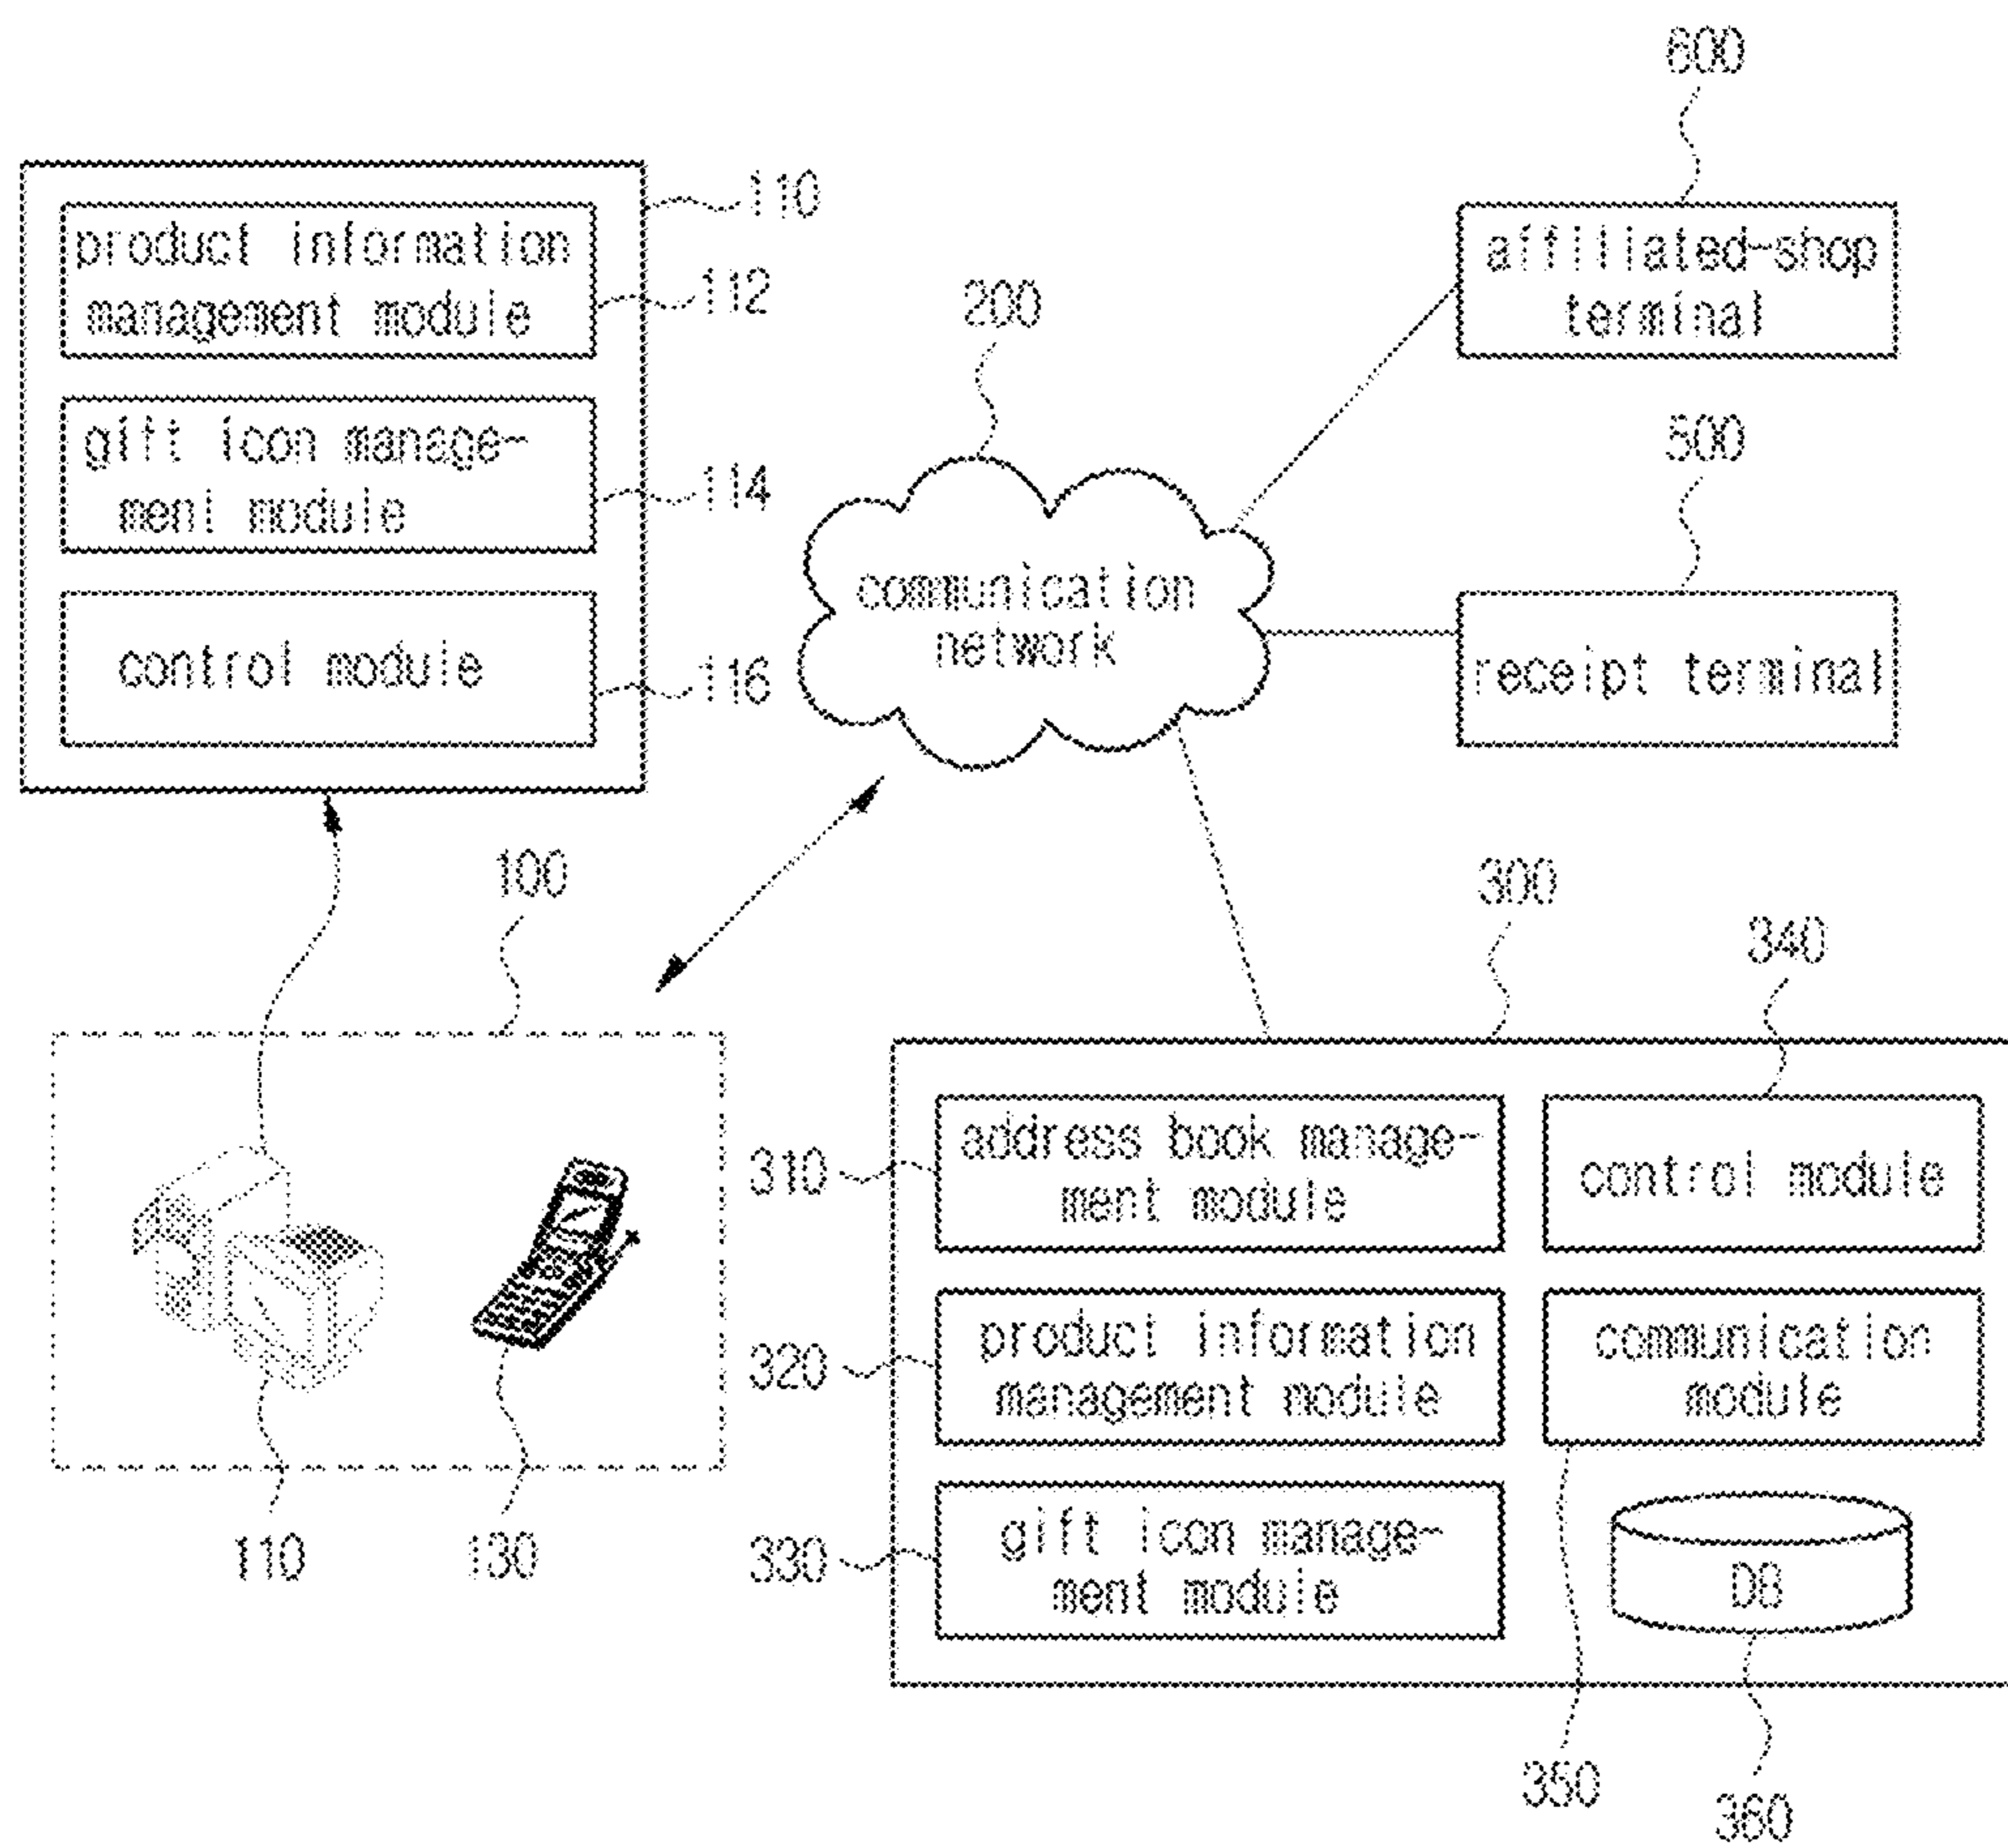 600
110
product information
management module
112
200
affiliated-shop
terminal
gift icon manage-
ment module
114
500
communication
network
control module
116
receipt terminal
100
300
340
310
address book manage-
ment module
control module
320
product information
management module
communication
module
330
gift icon manage-
ment module
DB
110
130
350
360